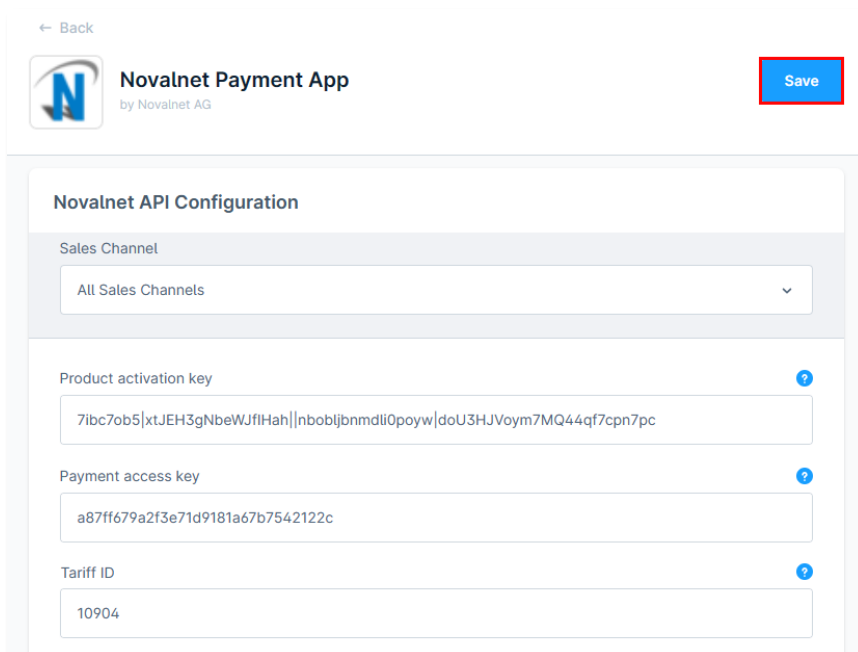 ← Back
N
Novalnet Payment App
by Novalnet AG
Save
Novalnet API Configuration
Sales Channel
All Sales Channels
Product activation key
?
7ibc7ob5|xtJEH3gNbeWJfIHah||nbobljbnmdli0poyw|doU3HJVoym7MQ44qf7cpn7pc
Payment access key
?
a87ff679a2f3e71d9181a67b7542122c
Tariff ID
?
10904